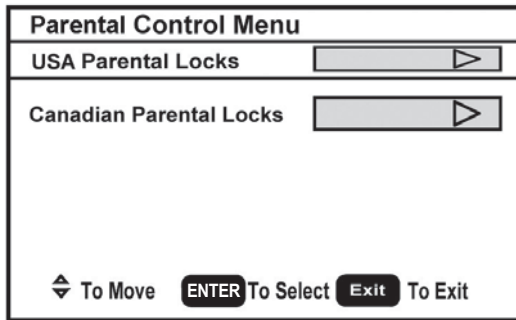 Parental Control Menu
USA Parental Locks
Canadian Parental Locks
To Move ENTER To Select Exit To Exit